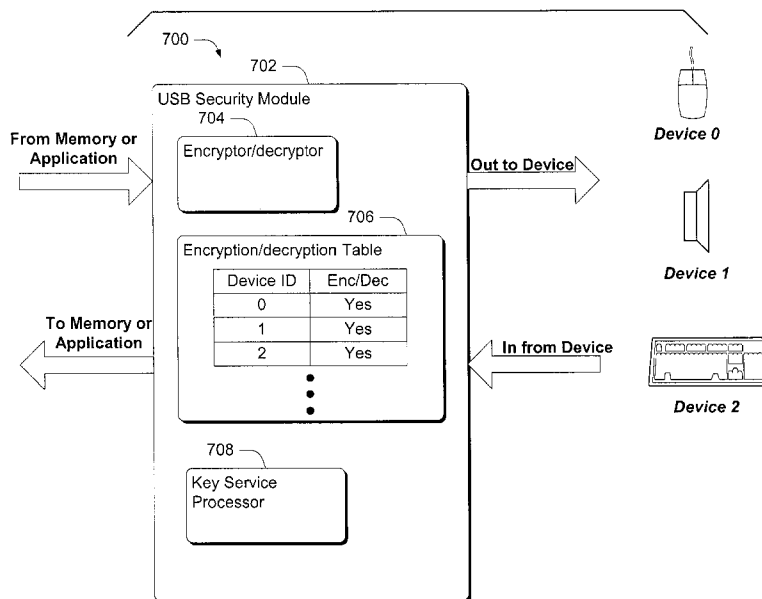 700
702
USB Security Module
704
From Memory or
Application
Encryptor/decryptor
Out to Device
Device 0
706
Encryption/decryption Table
Device ID Enc/Dec
0 Yes
1 Yes
2 Yes
Device 1
To Memory or
Application
In from Device
Device 2
708
Key Service
Processor